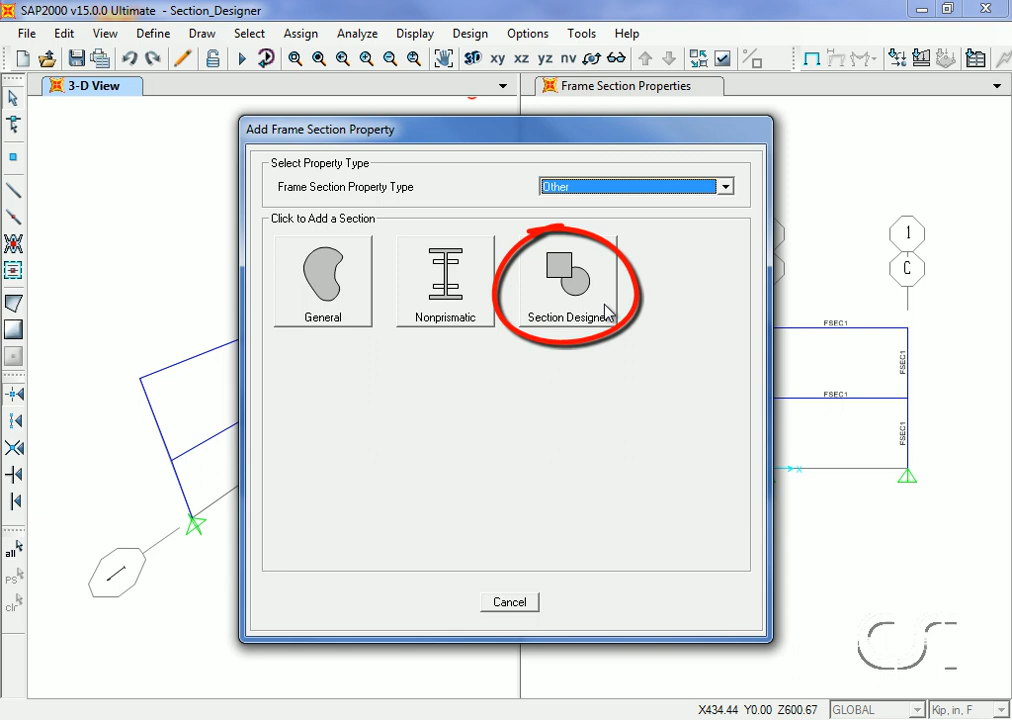 SAP2000 v15.0.0 Ultimate - Section_Designer
File Edit View Define Draw Select Assign Analyze Display Design Options Tools Help
3D xy xz yz nv
3-D View
Frame Section Properties
Add Frame Section Property
Select Property Type
Frame Section Property Type
Other
Click to Add a Section
General
Nonprismatic
Section Designer
1
C
FSEC1
FSEC1
FSEC1
FSEC1
all
PS
clr
Cancel
CSI
X434.44 Y0.00 Z600.67
GLOBAL
Kip, in, F